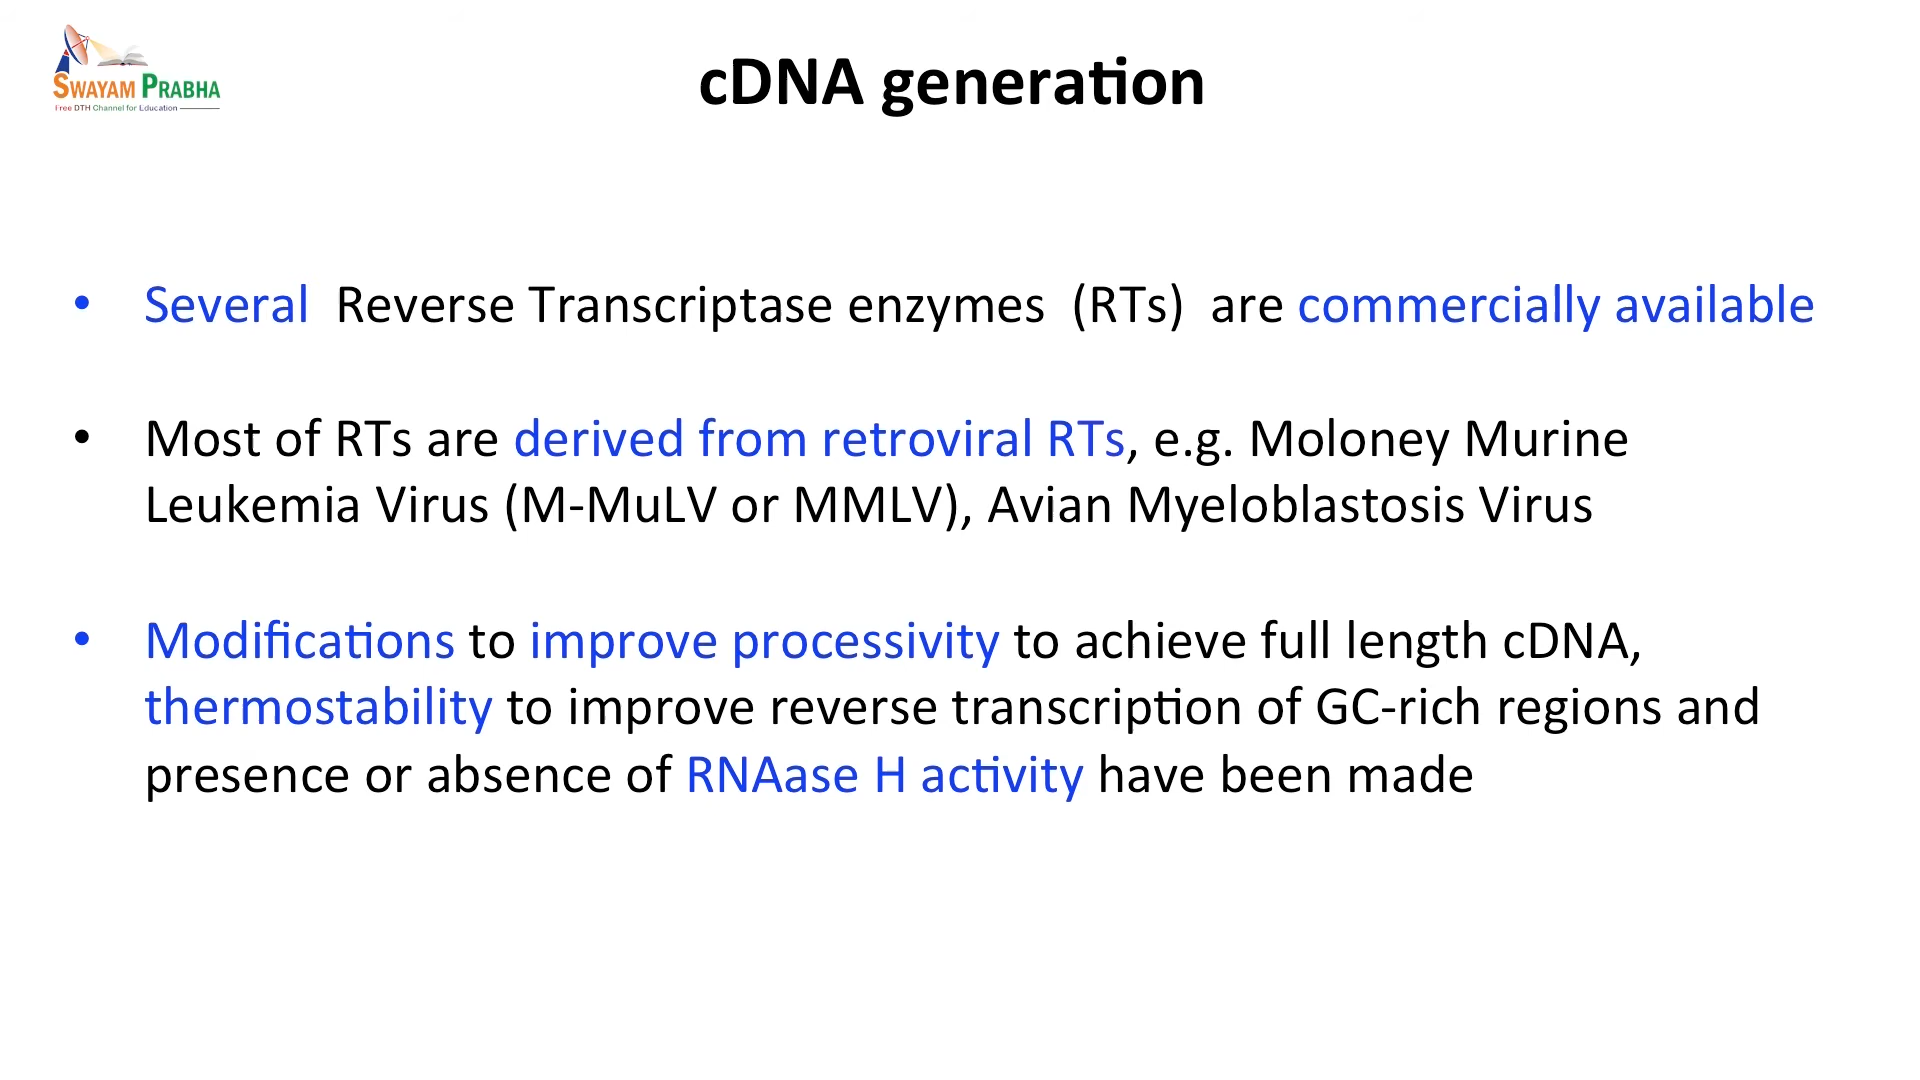 SWAYAM PRABHA
Free DTH Channel for Education
cDNA generation
• Several Reverse Transcriptase enzymes (RTs) are commercially available
• Most of RTs are derived from retroviral RTs, e.g. Moloney Murine
Leukemia Virus (M-MuLV or MMLV), Avian Myeloblastosis Virus
• Modifications to improve processivity to achieve full length cDNA,
thermostability to improve reverse transcription of GC-rich regions and
presence or absence of RNAase H activity have been made